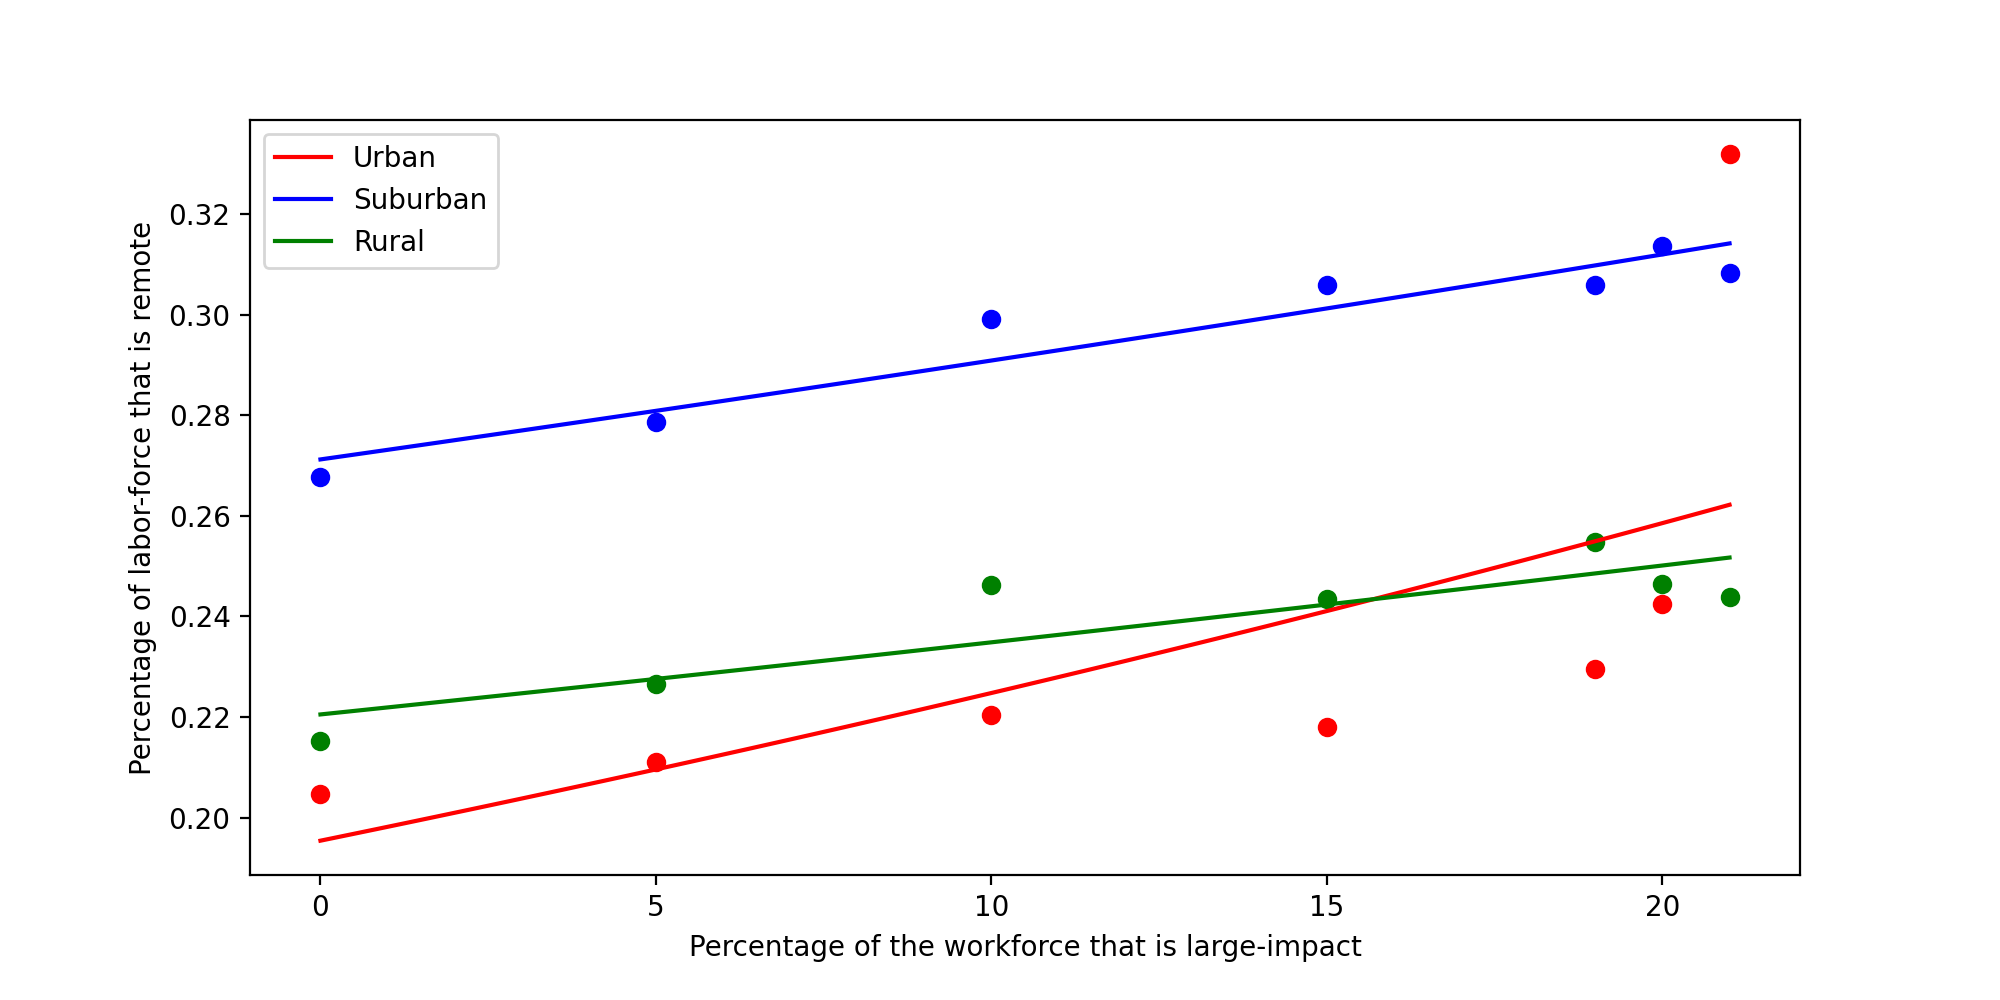 Urban
Suburban
Rural
Percentage of labor-force that is remote
0.32
0.30
0.28
0.26
0.24
0.22
0.20
0 5 10 15 20
Percentage of the workforce that is large-impact